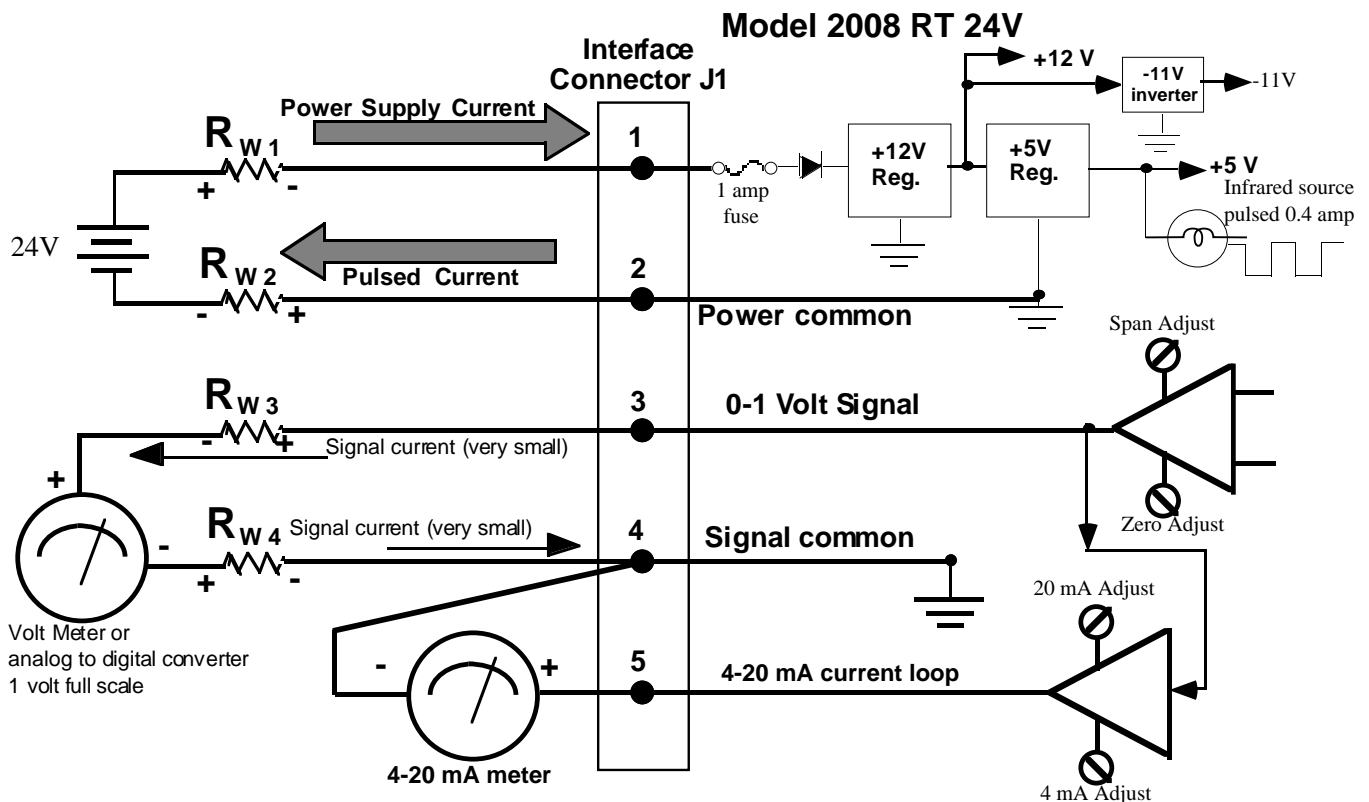 Model 2008 RT 24V
Interface
Connector J1
+12 V
-11V
inverter
-11V
Power Supply Current
R W 1
+ -
1
1 amp
fuse
+12V
Reg.
+5V
Reg.
+5 V
Infrared source
pulsed 0.4 amp
24V
Pulsed Current
R W 2
- +
2
Power common
Span Adjust
R W 3
- +
3
0-1 Volt Signal
Signal current (very small)
+
Zero Adjust
R W 4
Signal current (very small)
4
Signal common
-
+ -
Volt Meter or
analog to digital converter
1 volt full scale
20 mA Adjust
- +
5
4-20 mA current loop
4-20 mA meter
4 mA Adjust